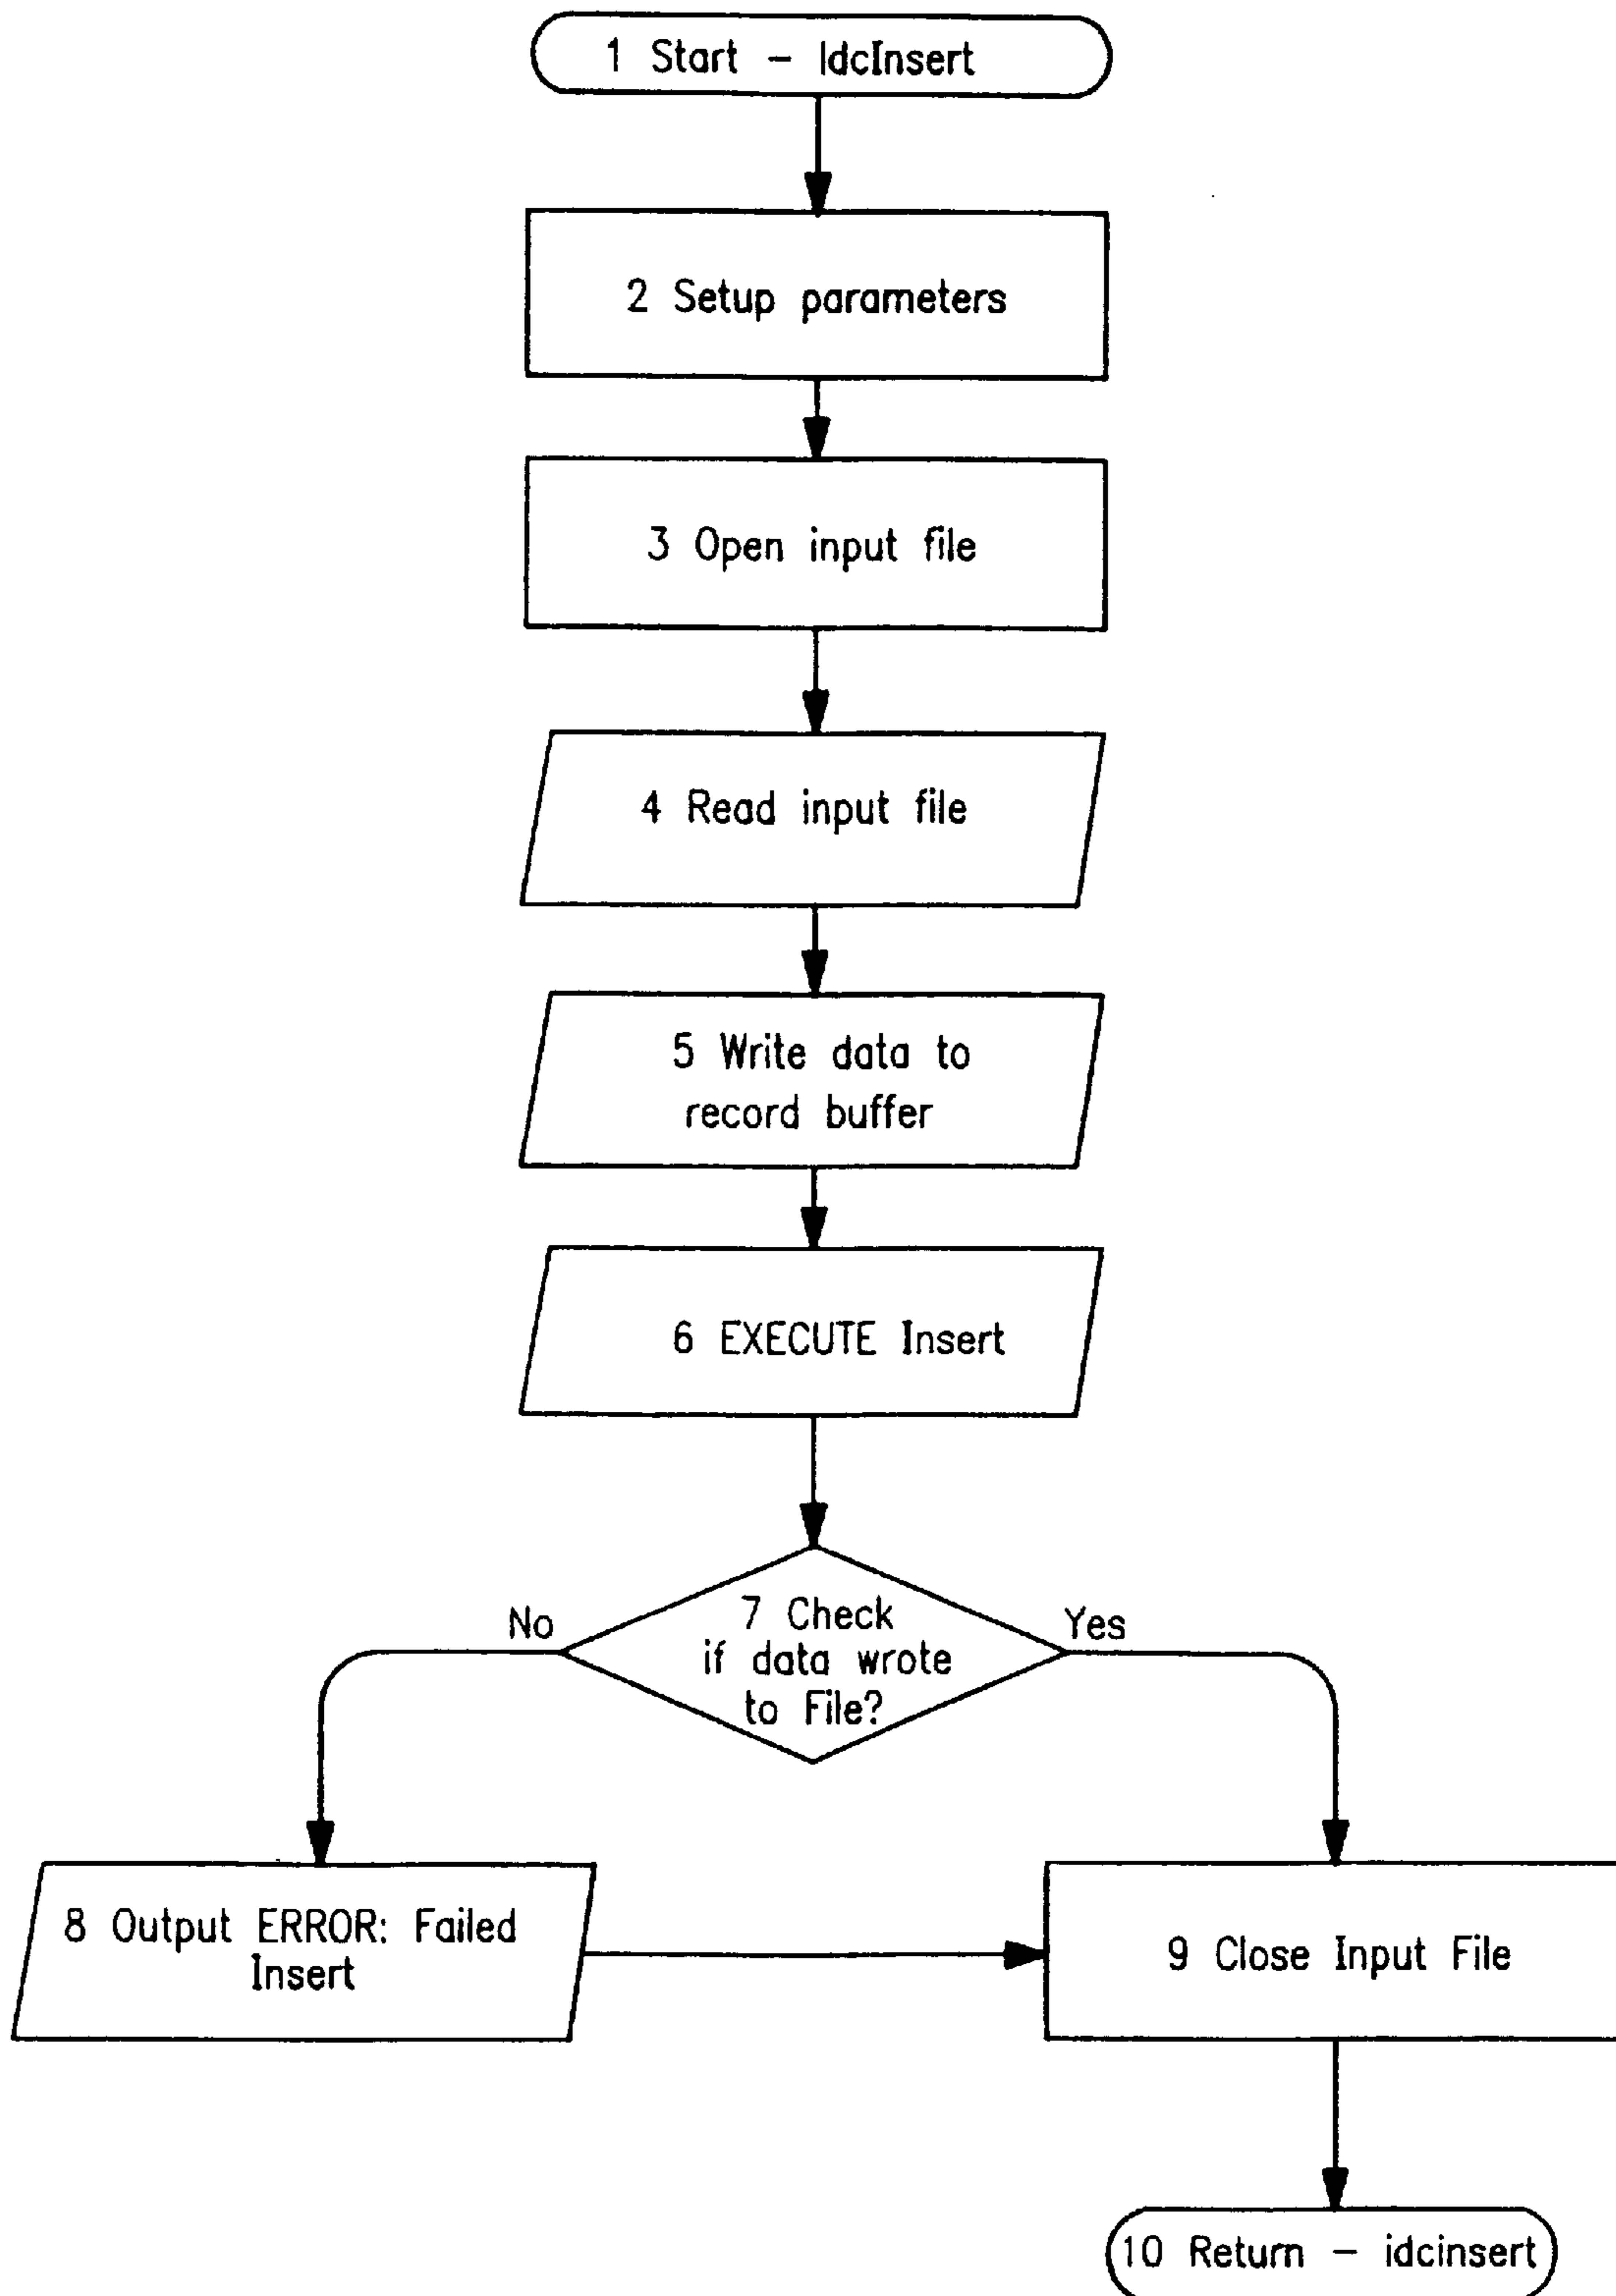 1 Start – IdcInsert
2 Setup parameters
3 Open input file
4 Read input file
5 Write data to
record buffer
6 EXECUTE Insert
7 Check
if data wrote
to File?
No
Yes
8 Output ERROR: Failed
Insert
9 Close Input File
10 Return – idcinsert